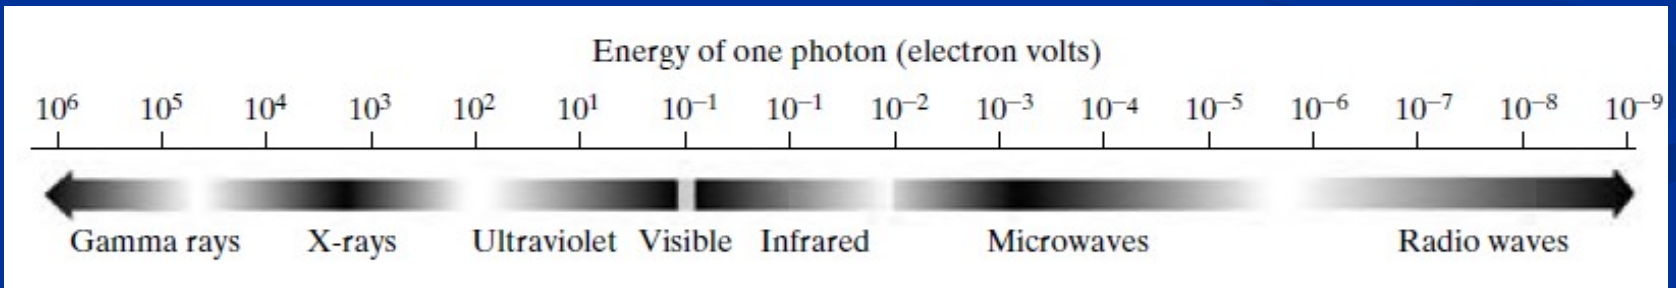 Energy of one photon (electron volts)
10⁶ 10⁵ 10⁴ 10³ 10² 10¹ 10⁻¹ 10⁻¹ 10⁻² 10⁻³ 10⁻⁴ 10⁻⁵ 10⁻⁶ 10⁻⁷ 10⁻⁸ 10⁻⁹
Gamma rays X-rays Ultraviolet Visible Infrared Microwaves Radio waves